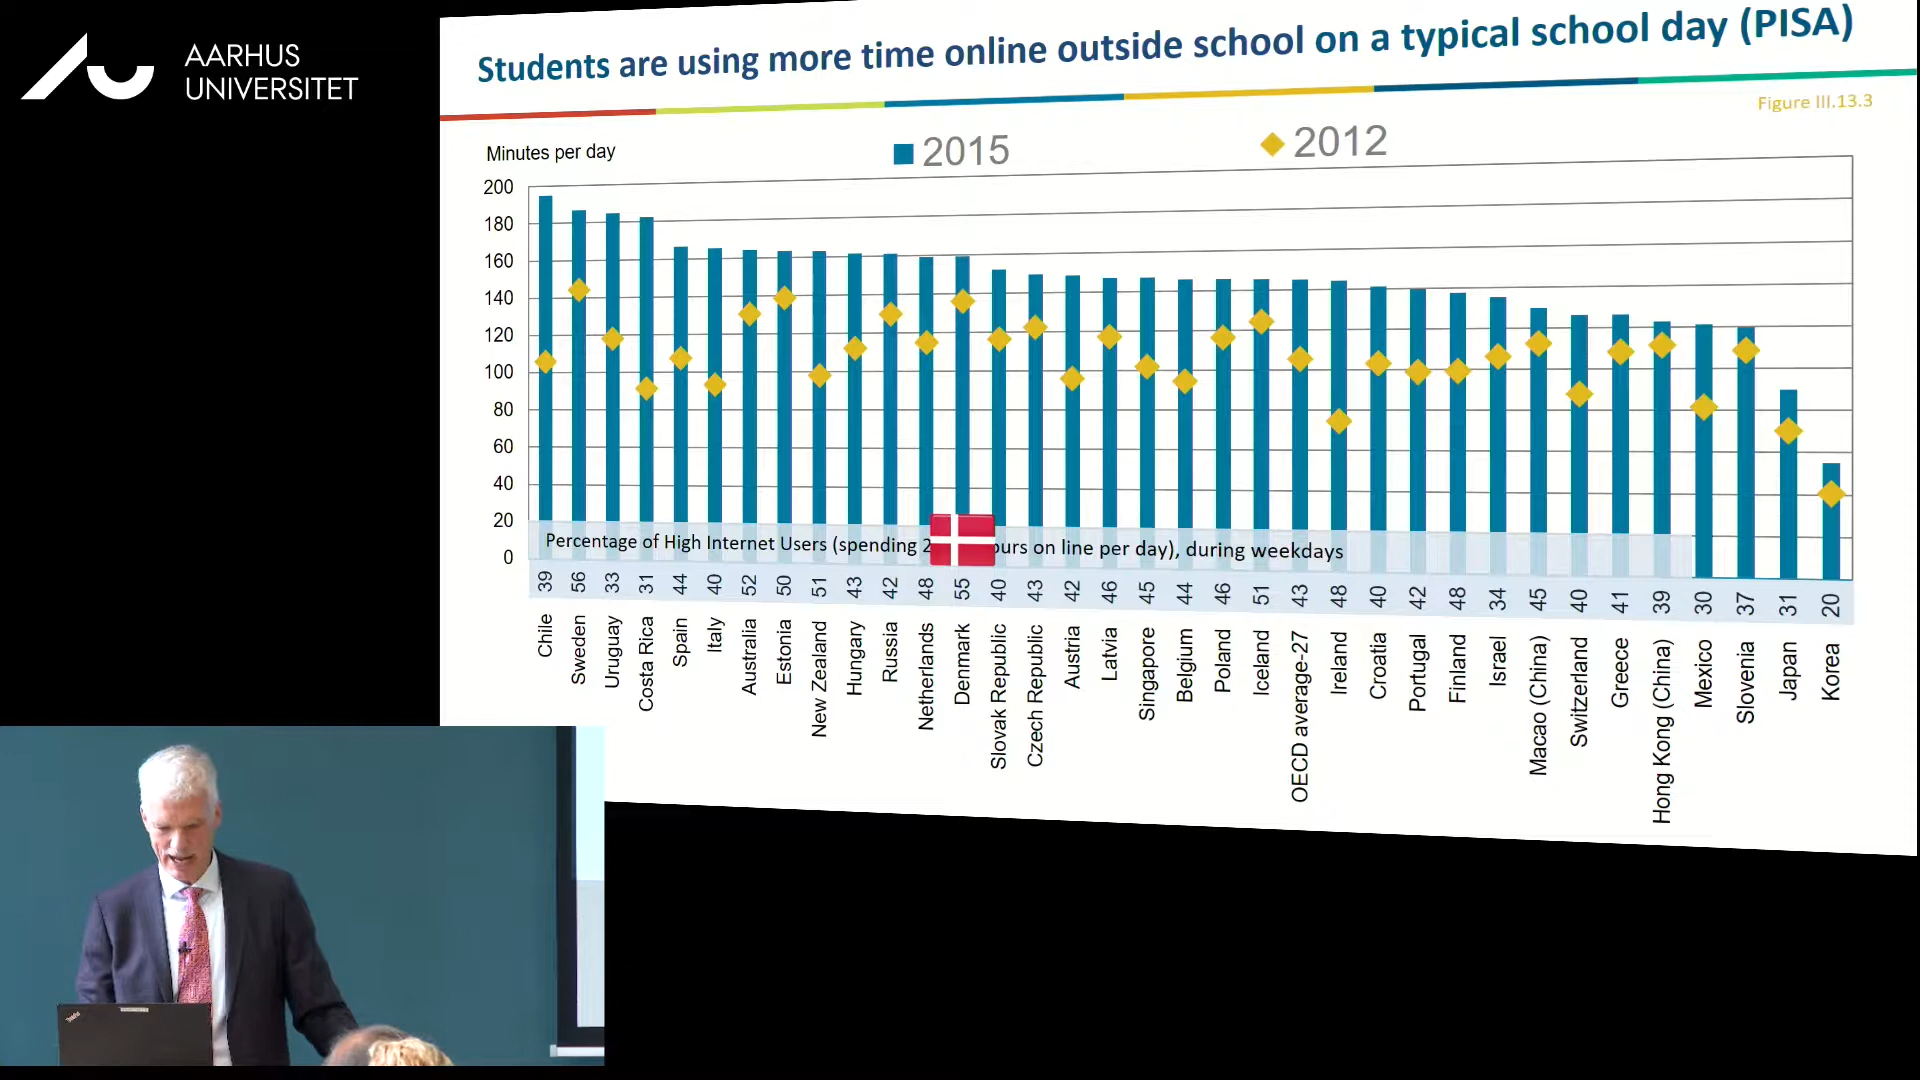 AARHUS
UNIVERSITET
Students are using more time online outside school on a typical school day (PISA)
Figure III.13.3
Minutes per day
2015
2012
200
180
160
140
120
100
80
60
40
20
0
Percentage of High Internet Users (spending 2 ours on line per day), during weekdays
39 56 33 31 44 40 52 50 51 43 42 48 55 40 43 42 46 45 44 46 51 43 48 40 42 48 34 45 40 41 39 30 37 31 20
Chile
Sweden
Uruguay
Costa Rica
Spain
Italy
Australia
Estonia
New Zealand
Hungary
Russia
Netherlands
Denmark
Slovak Republic
Czech Republic
Austria
Latvia
Singapore
Belgium
Poland
Iceland
OECD average-27
Ireland
Croatia
Portugal
Finland
Israel
Macao (China)
Switzerland
Greece
Hong Kong (China)
Mexico
Slovenia
Japan
Korea
ThinkPad